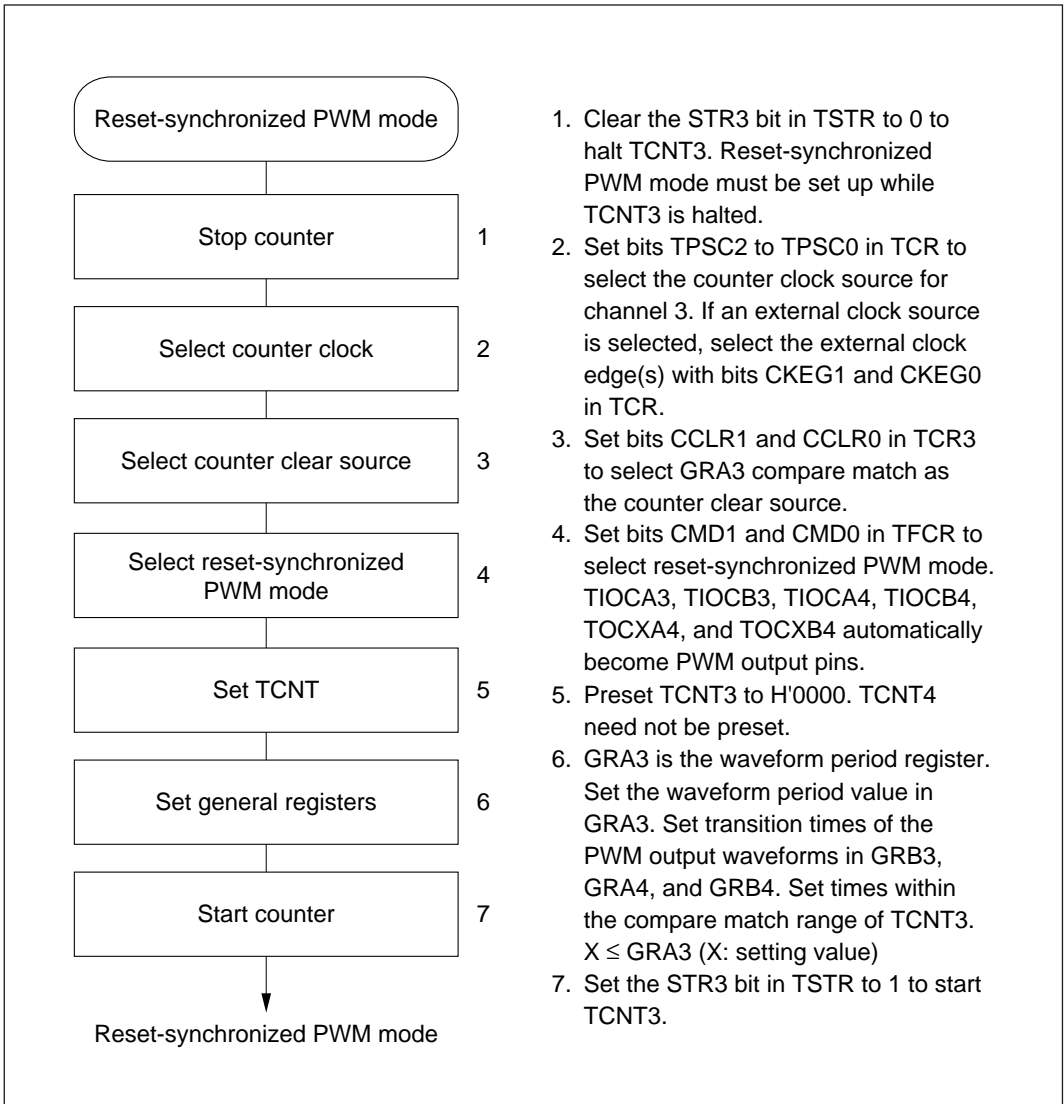 Reset-synchronized PWM mode
Stop counter
1
Select counter clock
2
Select counter clear source
3
Select reset-synchronized
PWM mode
4
Set TCNT
5
Set general registers
6
Start counter
7
Reset-synchronized PWM mode
1. Clear the STR3 bit in TSTR to 0 to
halt TCNT3. Reset-synchronized
PWM mode must be set up while
TCNT3 is halted.
2. Set bits TPSC2 to TPSC0 in TCR to
select the counter clock source for
channel 3. If an external clock source
is selected, select the external clock
edge(s) with bits CKEG1 and CKEG0
in TCR.
3. Set bits CCLR1 and CCLR0 in TCR3
to select GRA3 compare match as
the counter clear source.
4. Set bits CMD1 and CMD0 in TFCR to
select reset-synchronized PWM mode.
TIOCA3, TIOCB3, TIOCA4, TIOCB4,
TOCXA4, and TOCXB4 automatically
become PWM output pins.
5. Preset TCNT3 to H'0000. TCNT4
need not be preset.
6. GRA3 is the waveform period register.
Set the waveform period value in
GRA3. Set transition times of the
PWM output waveforms in GRB3,
GRA4, and GRB4. Set times within
the compare match range of TCNT3.
X ≤ GRA3 (X: setting value)
7. Set the STR3 bit in TSTR to 1 to start
TCNT3.